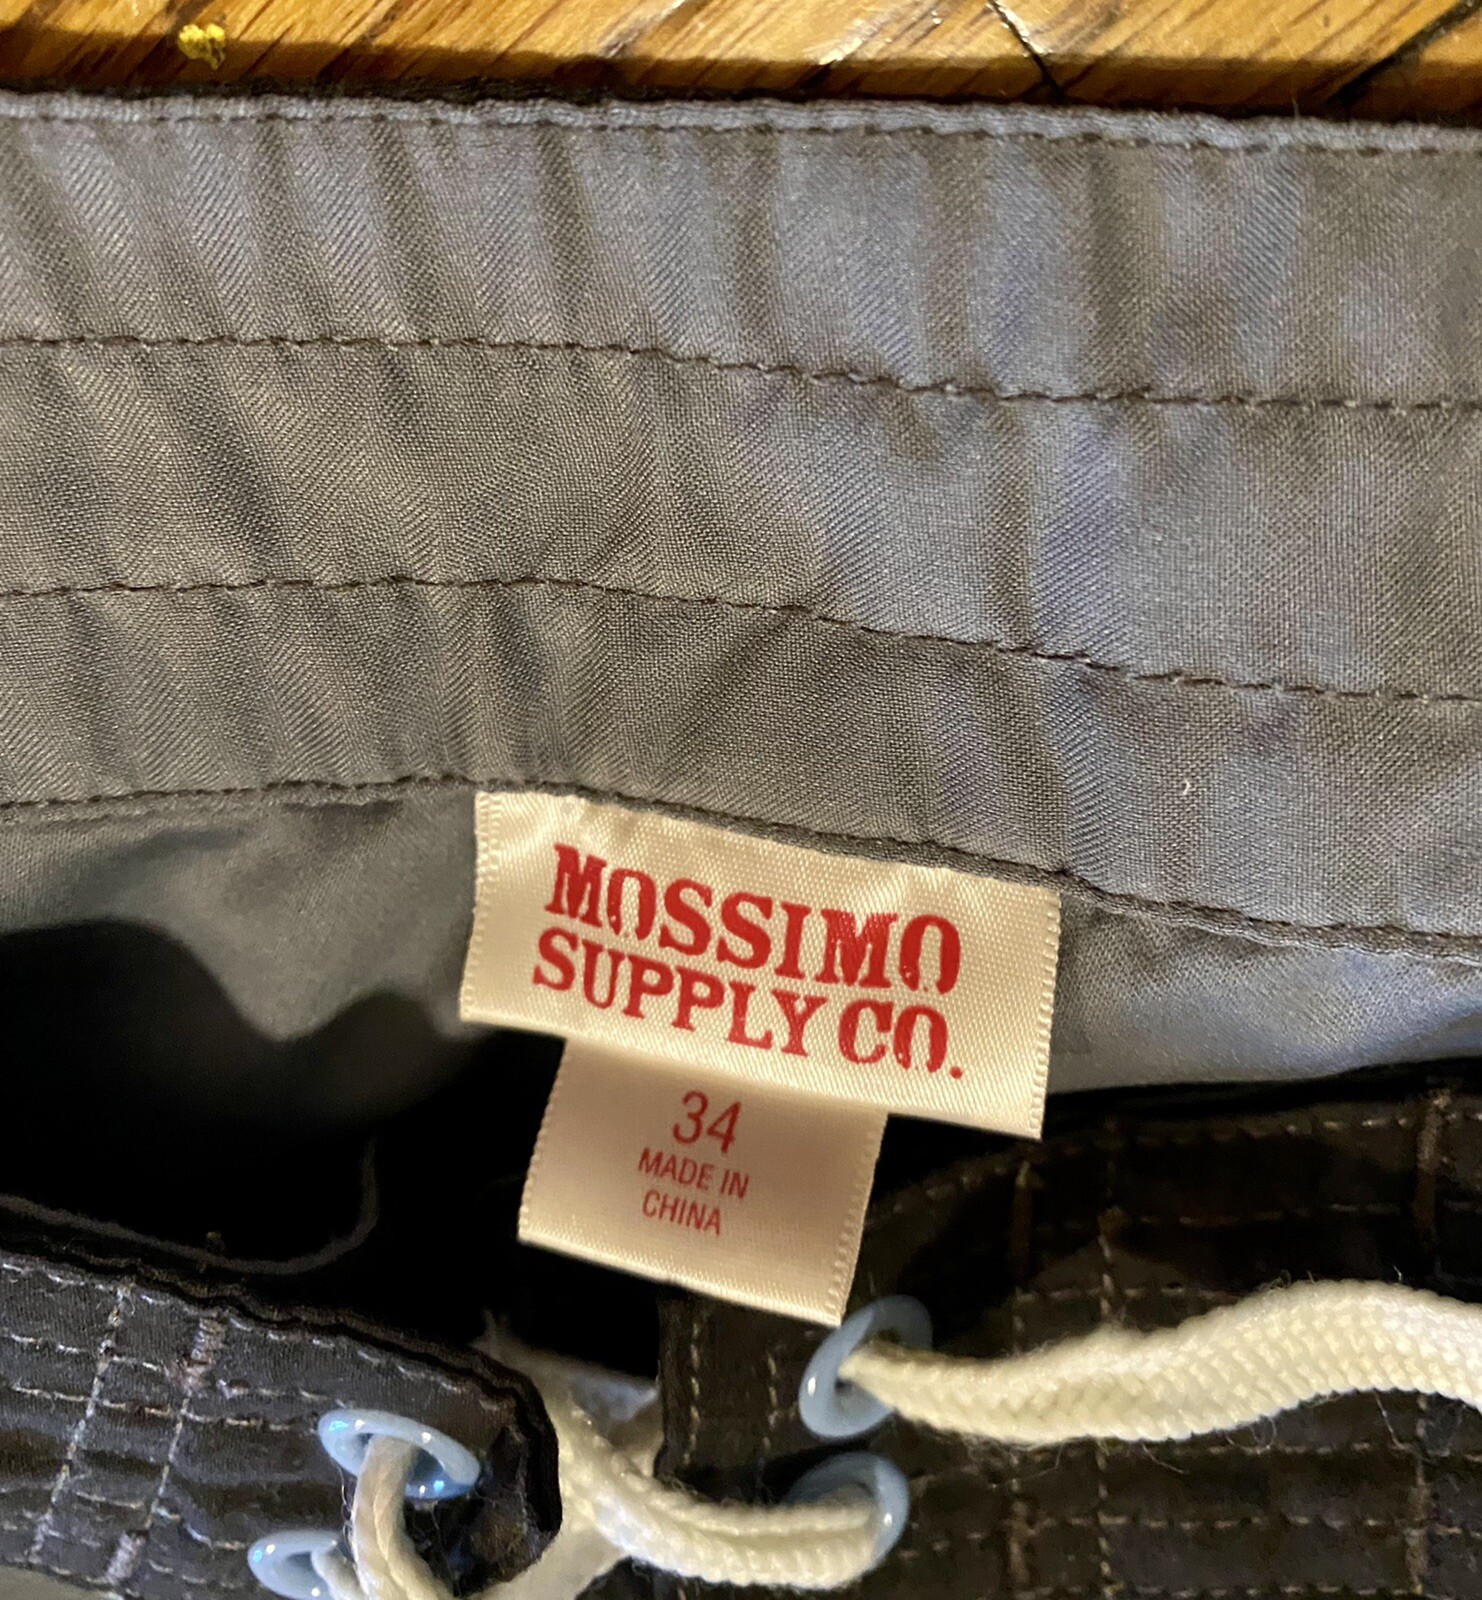 MOSSIMO
SUPPLY CO.
34
MADE IN
CHINA